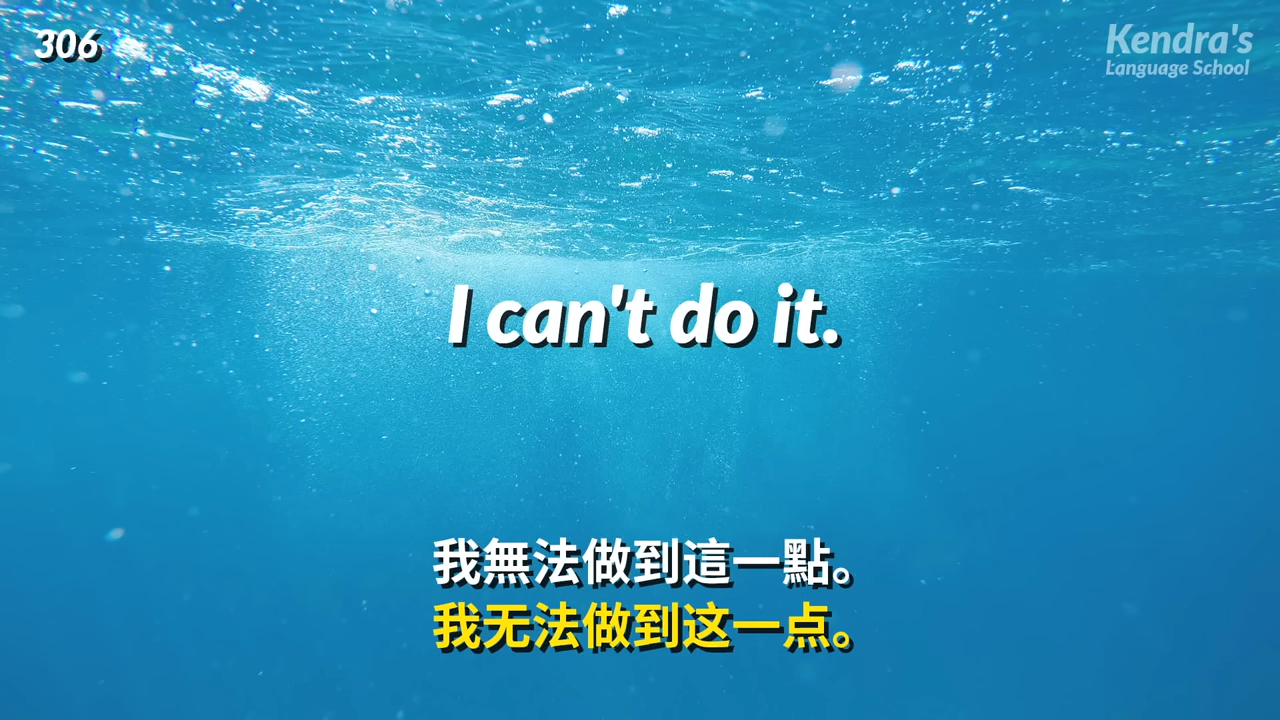 306
Kendra's
Language School
I can't do it.
我無法做到這一點。
我无法做到这一点。